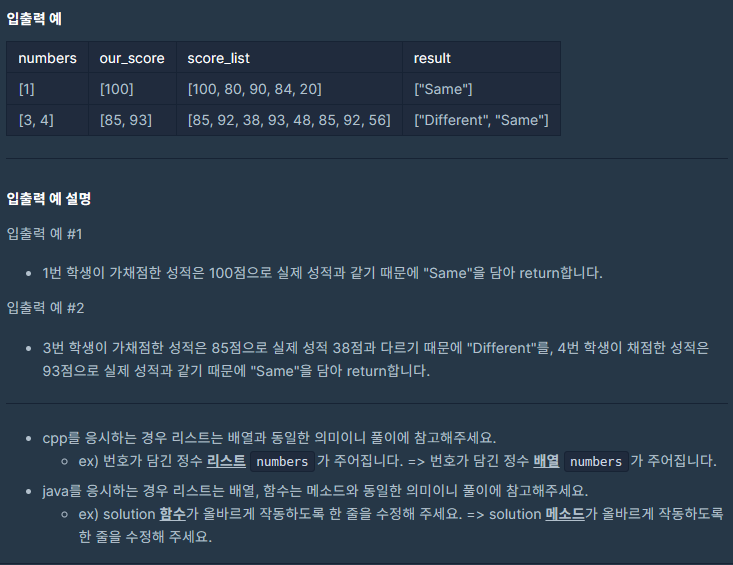 입출력 예
numbers our_score score_list result
[1] [100] [100, 80, 90, 84, 20] ["Same"]
[3, 4] [85, 93] [85, 92, 38, 93, 48, 85, 92, 56] ["Different", "Same"]
입출력 예 설명
입출력 예 #1
• 1번 학생이 가채점한 성적은 100점으로 실제 성적과 같기 때문에 "Same"을 담아 return합니다.
입출력 예 #2
• 3번 학생이 가채점한 성적은 85점으로 실제 성적 38점과 다르기 때문에 "Different"를, 4번 학생이 채점한 성적은
93점으로 실제 성적과 같기 때문에 "Same"을 담아 return합니다.
• cpp를 응시하는 경우 리스트는 배열과 동일한 의미이니 풀이에 참고해주세요.
◦ ex) 번호가 담긴 정수 리스트 numbers 가 주어집니다. => 번호가 담긴 정수 배열 numbers 가 주어집니다.
• java를 응시하는 경우 리스트는 배열, 함수는 메소드와 동일한 의미이니 풀이에 참고해주세요.
◦ ex) solution 함수가 올바르게 작동하도록 한 줄을 수정해 주세요. => solution 메소드가 올바르게 작동하도록
한 줄을 수정해 주세요.